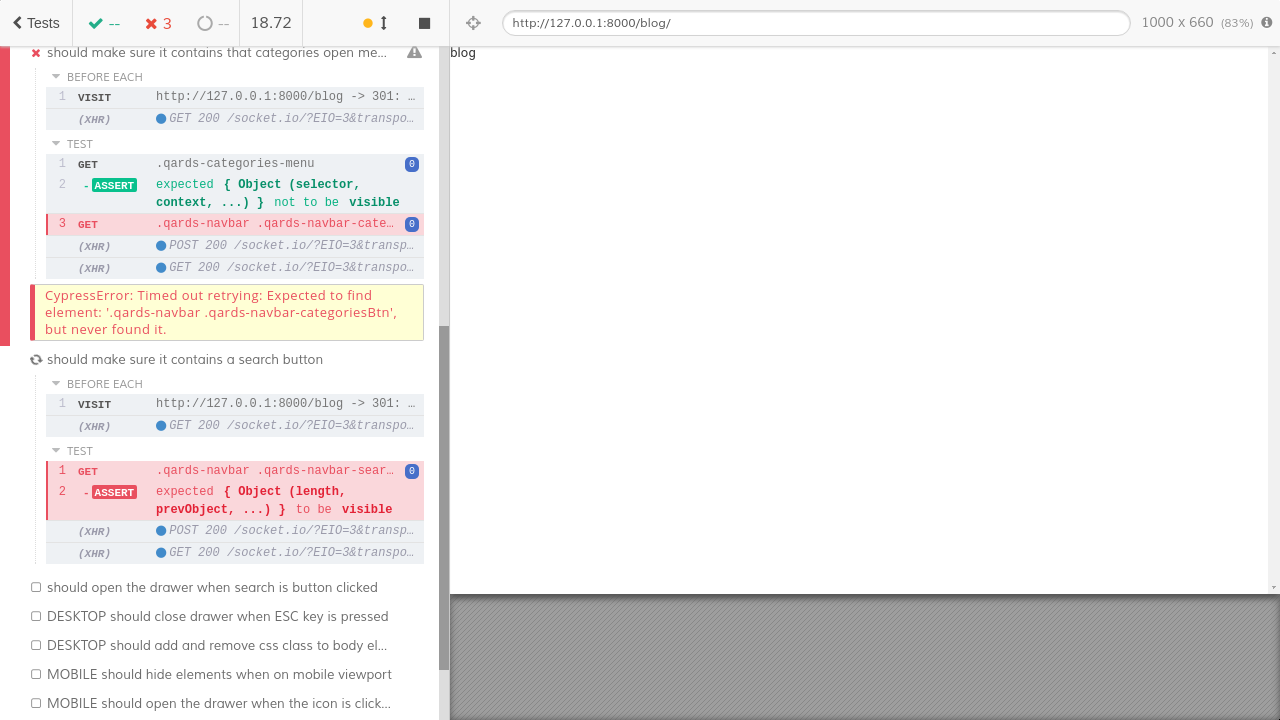 Tests
--
3
--
18.72
http://127.0.0.1:8000/blog/
1000 x 660 (83%)
should make sure it contains that categories open me...
BEFORE EACH
1 VISIT http://127.0.0.1:8000/blog -> 301: …
(XHR) GET 200 /socket.io/?EIO=3&transpo…
TEST
1 GET .qards-categories-menu 0
2 - ASSERT expected { Object (selector,
context, ...) } not to be visible
3 GET .qards-navbar .qards-navbar-cate… 0
(XHR) POST 200 /socket.io/?EIO=3&transp…
(XHR) GET 200 /socket.io/?EIO=3&transpo…
CypressError: Timed out retrying: Expected to find
element: '.qards-navbar .qards-navbar-categoriesBtn',
but never found it.
should make sure it contains a search button
BEFORE EACH
1 VISIT http://127.0.0.1:8000/blog -> 301: …
(XHR) GET 200 /socket.io/?EIO=3&transpo…
TEST
1 GET .qards-navbar .qards-navbar-sear… 0
2 - ASSERT expected { Object (length,
prevObject, ...) } to be visible
(XHR) POST 200 /socket.io/?EIO=3&transp…
(XHR) GET 200 /socket.io/?EIO=3&transpo…
should open the drawer when search is button clicked
DESKTOP should close drawer when ESC key is pressed
DESKTOP should add and remove css class to body el...
MOBILE should hide elements when on mobile viewport
MOBILE should open the drawer when the icon is click...
blog